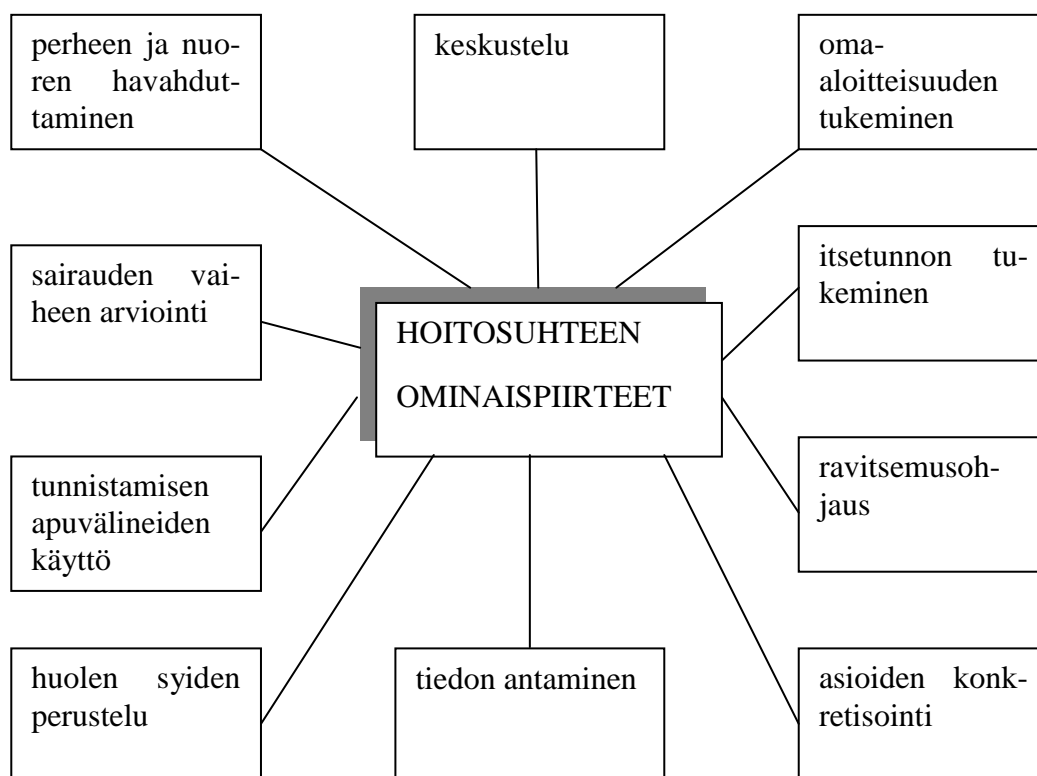 perheen ja nuo-
ren havahdut-
taminen
keskustelu
oma-
aloitteisuuden
tukeminen
sairauden vai-
heen arviointi
itsetunnon tu-
keminen
HOITOSUHTEEN
OMINAISPIIRTEET
tunnistamisen
apuvälineiden
käyttö
ravitsemusoh-
jaus
huolen syiden
perustelu
tiedon antaminen
asioiden konk-
retisointi